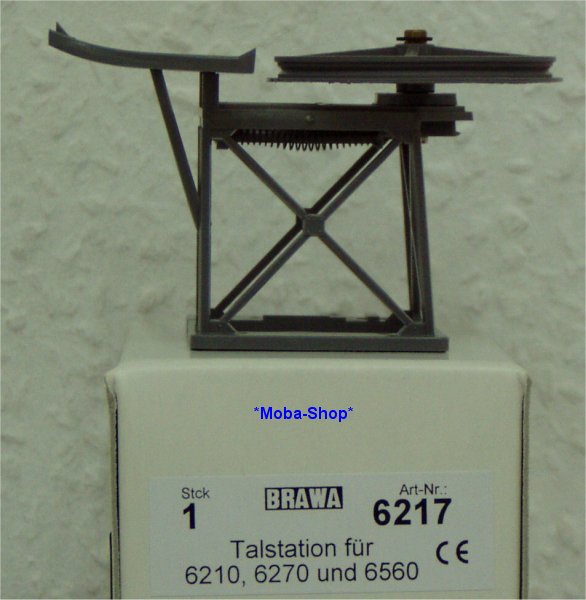 *Moba-Shop*
Stck BRAWA Art-Nr.:
1 6217
Talstation für
6210, 6270 und 6560 CE